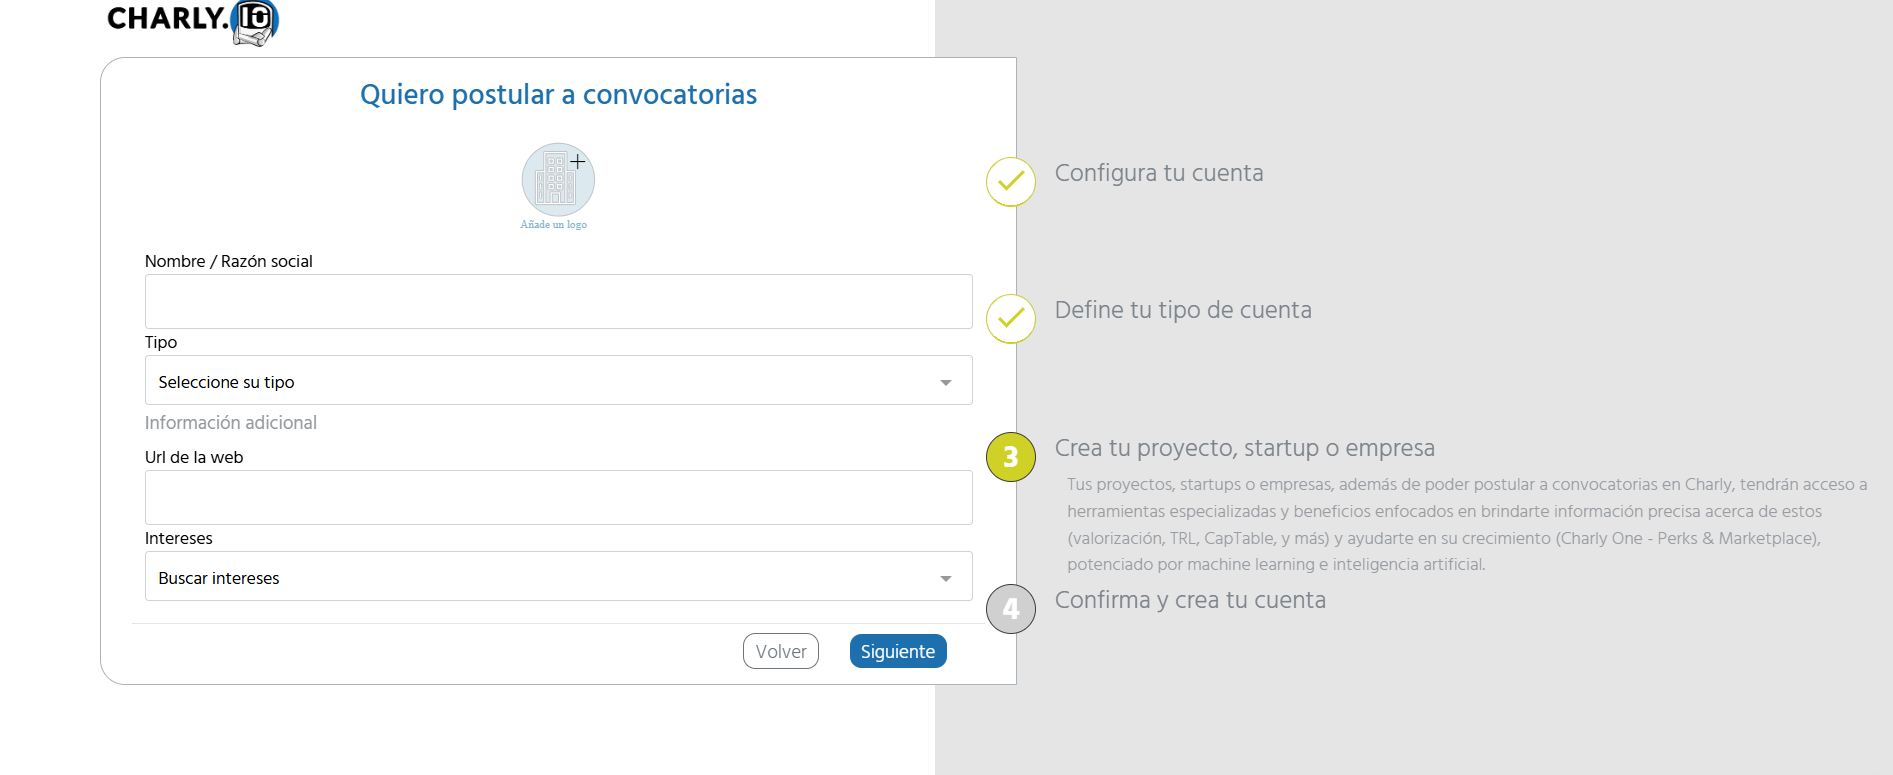 CHARLY.IO
Quiero postular a convocatorias
Añade un logo
Nombre / Razón social
Tipo
Seleccione su tipo
Información adicional
Url de la web
Intereses
Buscar intereses
Volver
Siguiente
Configura tu cuenta
Define tu tipo de cuenta
3
Crea tu proyecto, startup o empresa
Tus proyectos, startups o empresas, además de poder postular a convocatorias en Charly, tendrán acceso a
herramientas especializadas y beneficios enfocados en brindarte información precisa acerca de estos
(valorización, TRL, CapTable, y más) y ayudarte en su crecimiento (Charly One - Perks & Marketplace),
potenciado por machine learning e inteligencia artificial.
4
Confirma y crea tu cuenta